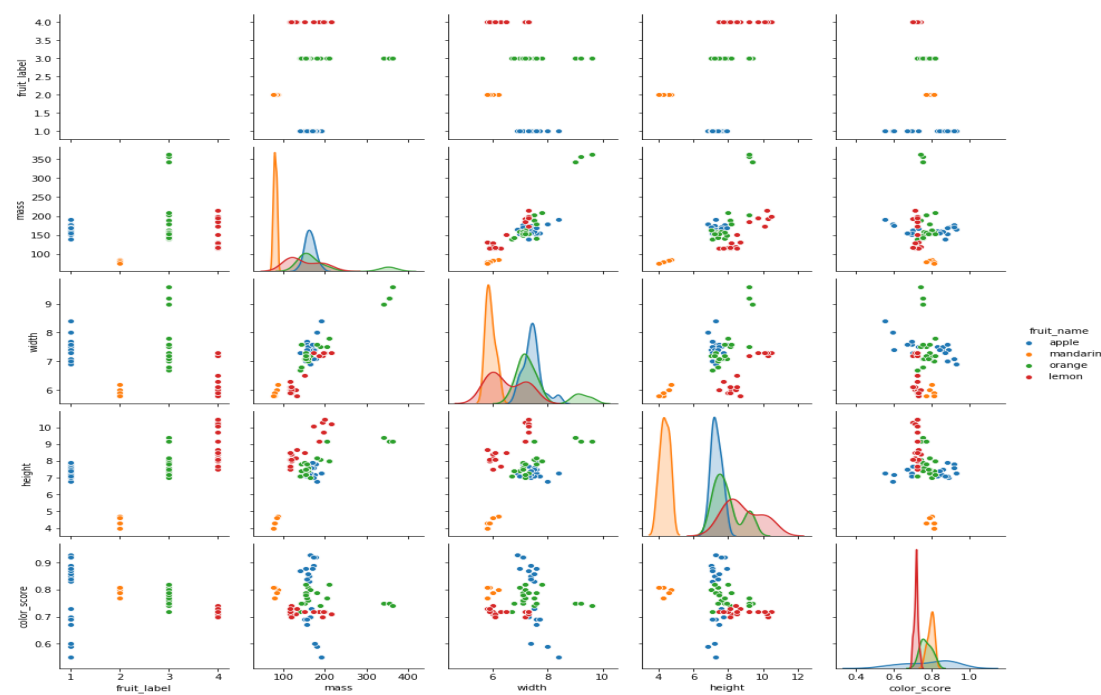 4.0
3.5
3.0
2.5
2.0
1.5
1.0
fruit_label
350
300
250
200
150
100
mass
9
8
7
6
width
fruit_name
apple
mandarin
orange
lemon
10
9
8
7
6
5
4
height
0.9
0.8
0.7
0.6
color_score
1 2 3 4
100 200 300 400
6 8 10
4 6 8 10 12
0.4 0.6 0.8 1.0
fruit_label mass width height color_score